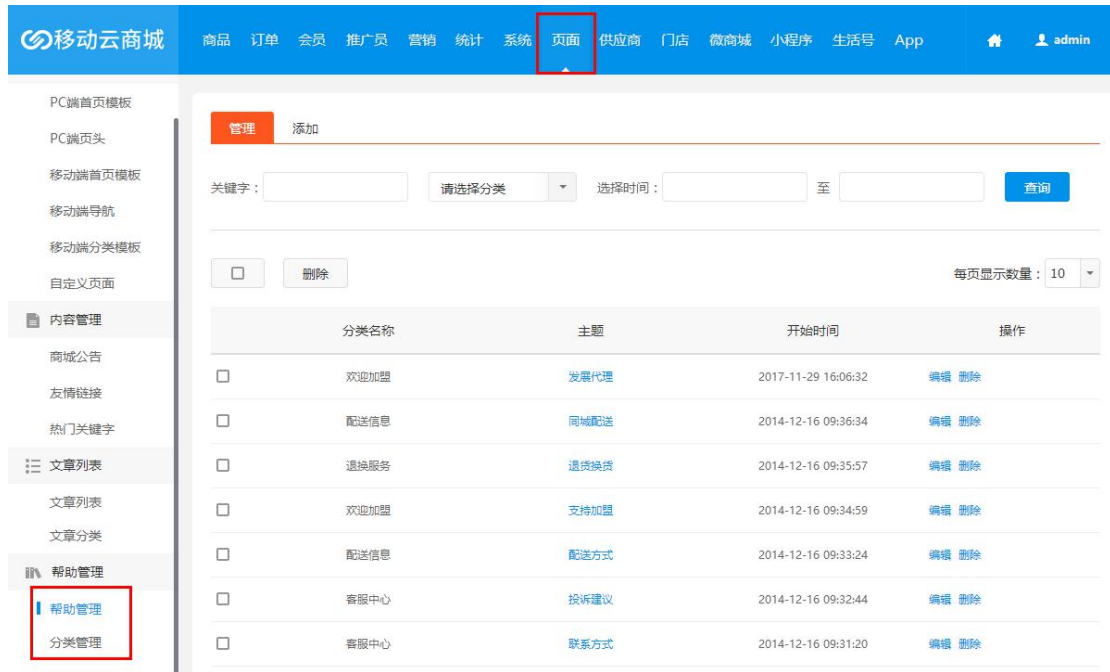 移动云商城 商品 订单 会员 推广员 营销 统计 系统 页面 供应商 门店 微商城 小程序 生活号 App admin
PC端首页模板
PC端页头
移动端首页模板
移动端导航
移动端分类模板
自定义页面
内容管理
商城公告
友情链接
热门关键字
文章列表
文章列表
文章分类
帮助管理
帮助管理
分类管理
管理 添加
关键字： 请选择分类 选择时间： 至 查询
删除 每页显示数量： 10
分类名称 主题 开始时间 操作
欢迎加盟 发展代理 2017-11-29 16:06:32 编辑 删除
配送信息 同城配送 2014-12-16 09:36:34 编辑 删除
退换服务 退货换货 2014-12-16 09:35:57 编辑 删除
欢迎加盟 支持加盟 2014-12-16 09:34:59 编辑 删除
配送信息 配送方式 2014-12-16 09:33:24 编辑 删除
客服中心 投诉建议 2014-12-16 09:32:44 编辑 删除
客服中心 联系方式 2014-12-16 09:31:20 编辑 删除